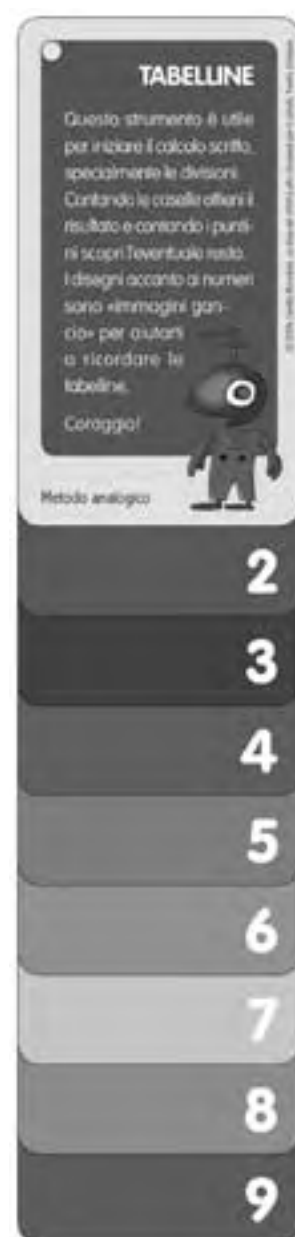 TABELLINE
Questo strumento è utile
per iniziare il calcolo scritto,
specialmente le divisioni.
Contando le caselle ottieni il
risultato e contando i punti-
ni scopri l'eventuale resto.
I disegni accanto ai numeri
sono «immagini gan-
cio» per aiutarti
a ricordare le
tabelline.
Coraggio!
Metodo analogico
2
3
4
5
6
7
8
9